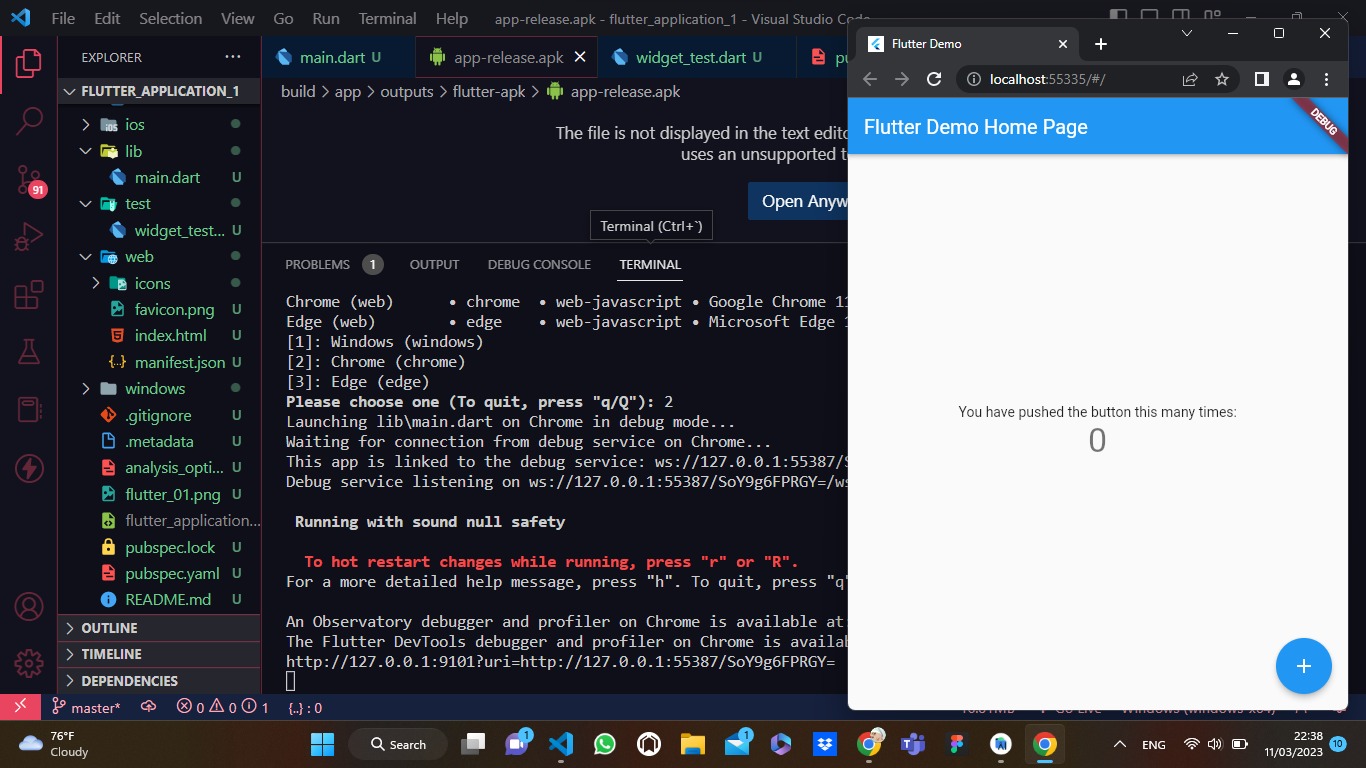 File Edit Selection View Go Run Terminal Help app-release.apk - flutter_application_1 - Visual Studio Code
EXPLORER ...
FLUTTER_APPLICATION_1
ios
lib
main.dart U
test
widget_test... U
web
icons
favicon.png U
index.html U
manifest.json U
windows
.gitignore U
.metadata U
analysis_opti... U
flutter_01.png U
flutter_application...
pubspec.lock U
pubspec.yaml U
README.md U
OUTLINE
TIMELINE
DEPENDENCIES
91
main.dart U
app-release.apk
widget_test.dart U
pu
build > app > outputs > flutter-apk > app-release.apk
The file is not displayed in the text edito
uses an unsupported t
Open Anyw
Terminal (Ctrl+`)
PROBLEMS 1 OUTPUT DEBUG CONSOLE TERMINAL
Chrome (web) • chrome • web-javascript • Google Chrome 11
Edge (web) • edge • web-javascript • Microsoft Edge 1
[1]: Windows (windows)
[2]: Chrome (chrome)
[3]: Edge (edge)
Please choose one (To quit, press "q/Q"): 2
Launching lib\main.dart on Chrome in debug mode...
Waiting for connection from debug service on Chrome...
This app is linked to the debug service: ws://127.0.0.1:55387/S
Debug service listening on ws://127.0.0.1:55387/SoY9g6FPRGY=/ws
Running with sound null safety
To hot restart changes while running, press "r" or "R".
For a more detailed help message, press "h". To quit, press "q"
An Observatory debugger and profiler on Chrome is available at:
The Flutter DevTools debugger and profiler on Chrome is availab
http://127.0.0.1:9101?uri=http://127.0.0.1:55387/SoY9g6FPRGY=
Flutter Demo
localhost:55335/#/
Flutter Demo Home Page
DEBUG
You have pushed the button this many times:
0
+
master* 0 0 1 {..} : 0
76°F
Cloudy
Search
1
1
ENG
22:38
11/03/2023
10